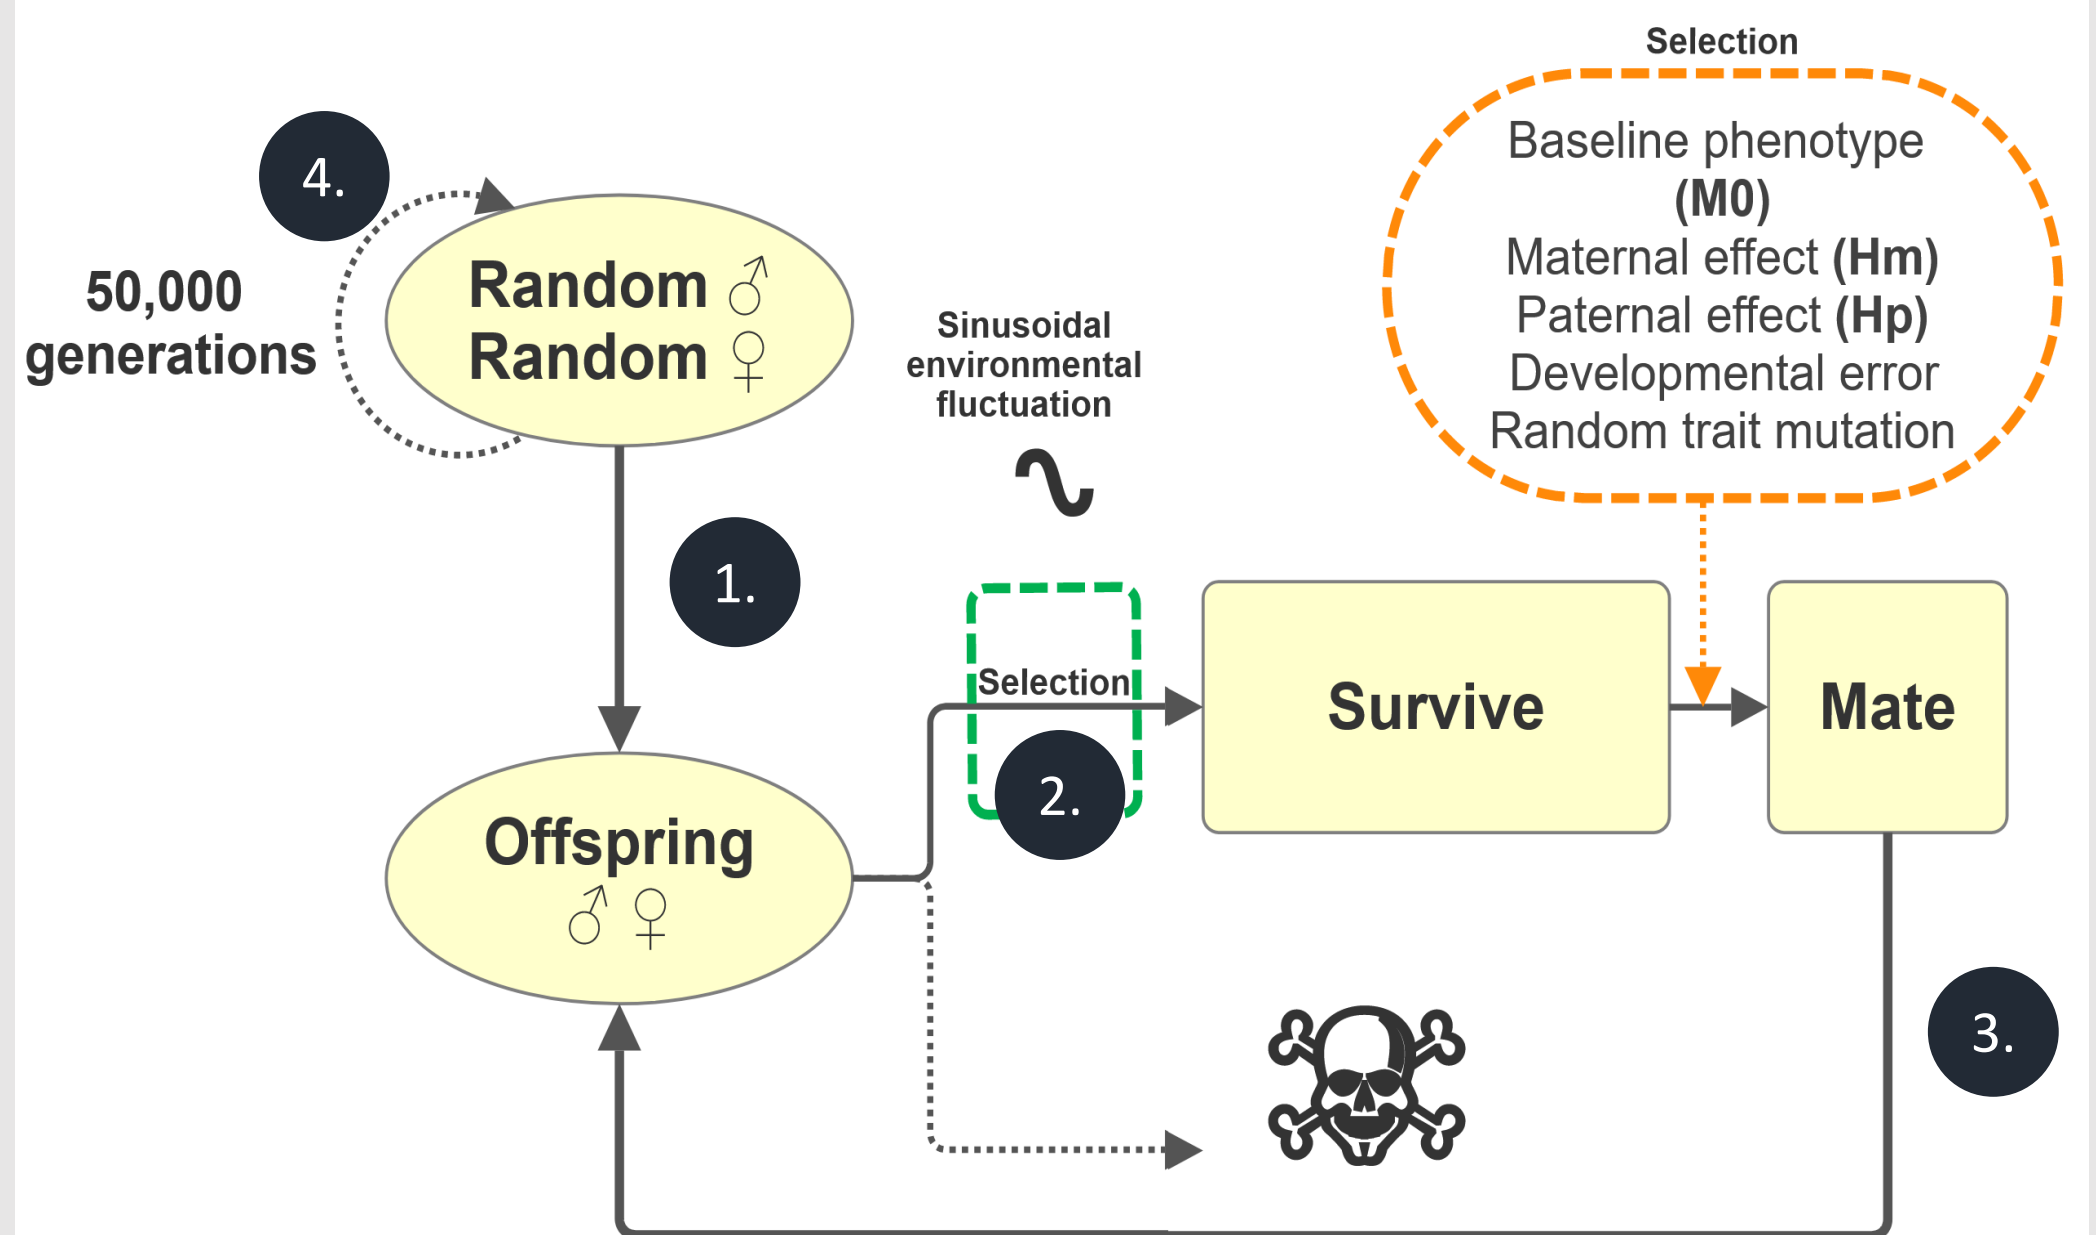 Selection
Baseline phenotype
(M0)
Maternal effect (Hm)
Paternal effect (Hp)
Developmental error
Random trait mutation
4.
50,000
generations
Random ♂
Random ♀
Sinusoidal
environmental
fluctuation
1.
Selection
2.
Survive
Mate
Offspring
♂ ♀
3.